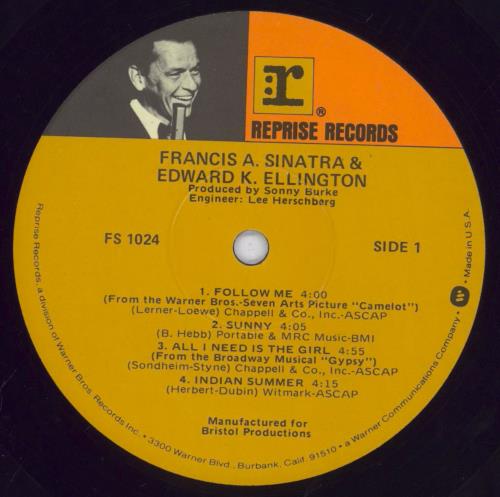 r
®
REPRISE RECORDS
FRANCIS A. SINATRA &
EDWARD K. ELLINGTON
Produced by Sonny Burke
Engineer: Lee Herschberg
FS 1024
SIDE 1
1. FOLLOW ME 4:00
(From the Warner Bros.-Seven Arts Picture "Camelot")
(Lerner-Loewe) Chappell & Co., Inc.-ASCAP
2. SUNNY 4:05
(B. Hebb) Portable & MRC Music-BMI
3. ALL I NEED IS THE GIRL 4:55
(From the Broadway Musical "Gypsy")
(Sondheim-Styne) Chappell & Co., Inc.-ASCAP
4. INDIAN SUMMER 4:15
(Herbert-Dubin) Witmark-ASCAP
Manufactured for
Bristol Productions
Reprise Records, a division of Warner Bros. Records Inc. • 3300 Warner Blvd., Burbank, Calif. 91510 • a Warner Communications Company • W • Made in U.S.A.